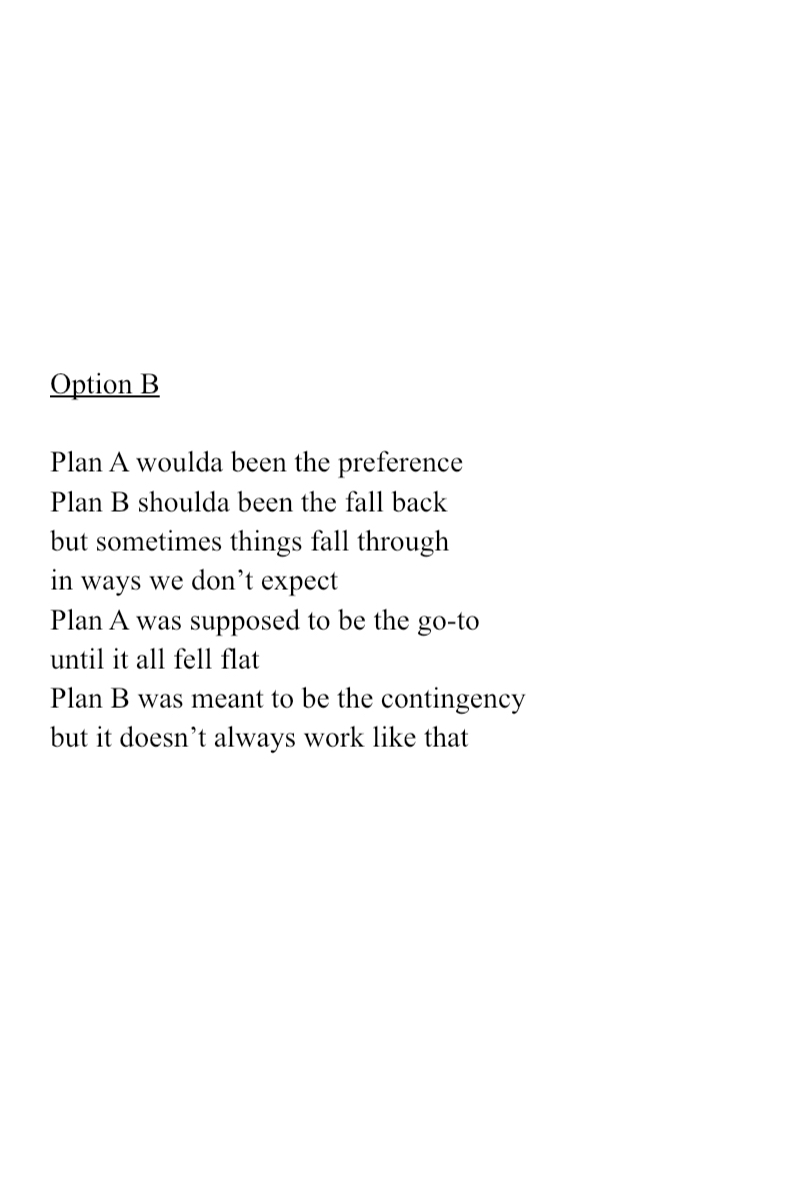 Option B
Plan A woulda been the preference
Plan B shoulda been the fall back
but sometimes things fall through
in ways we don’t expect
Plan A was supposed to be the go-to
until it all fell flat
Plan B was meant to be the contingency
but it doesn’t always work like that